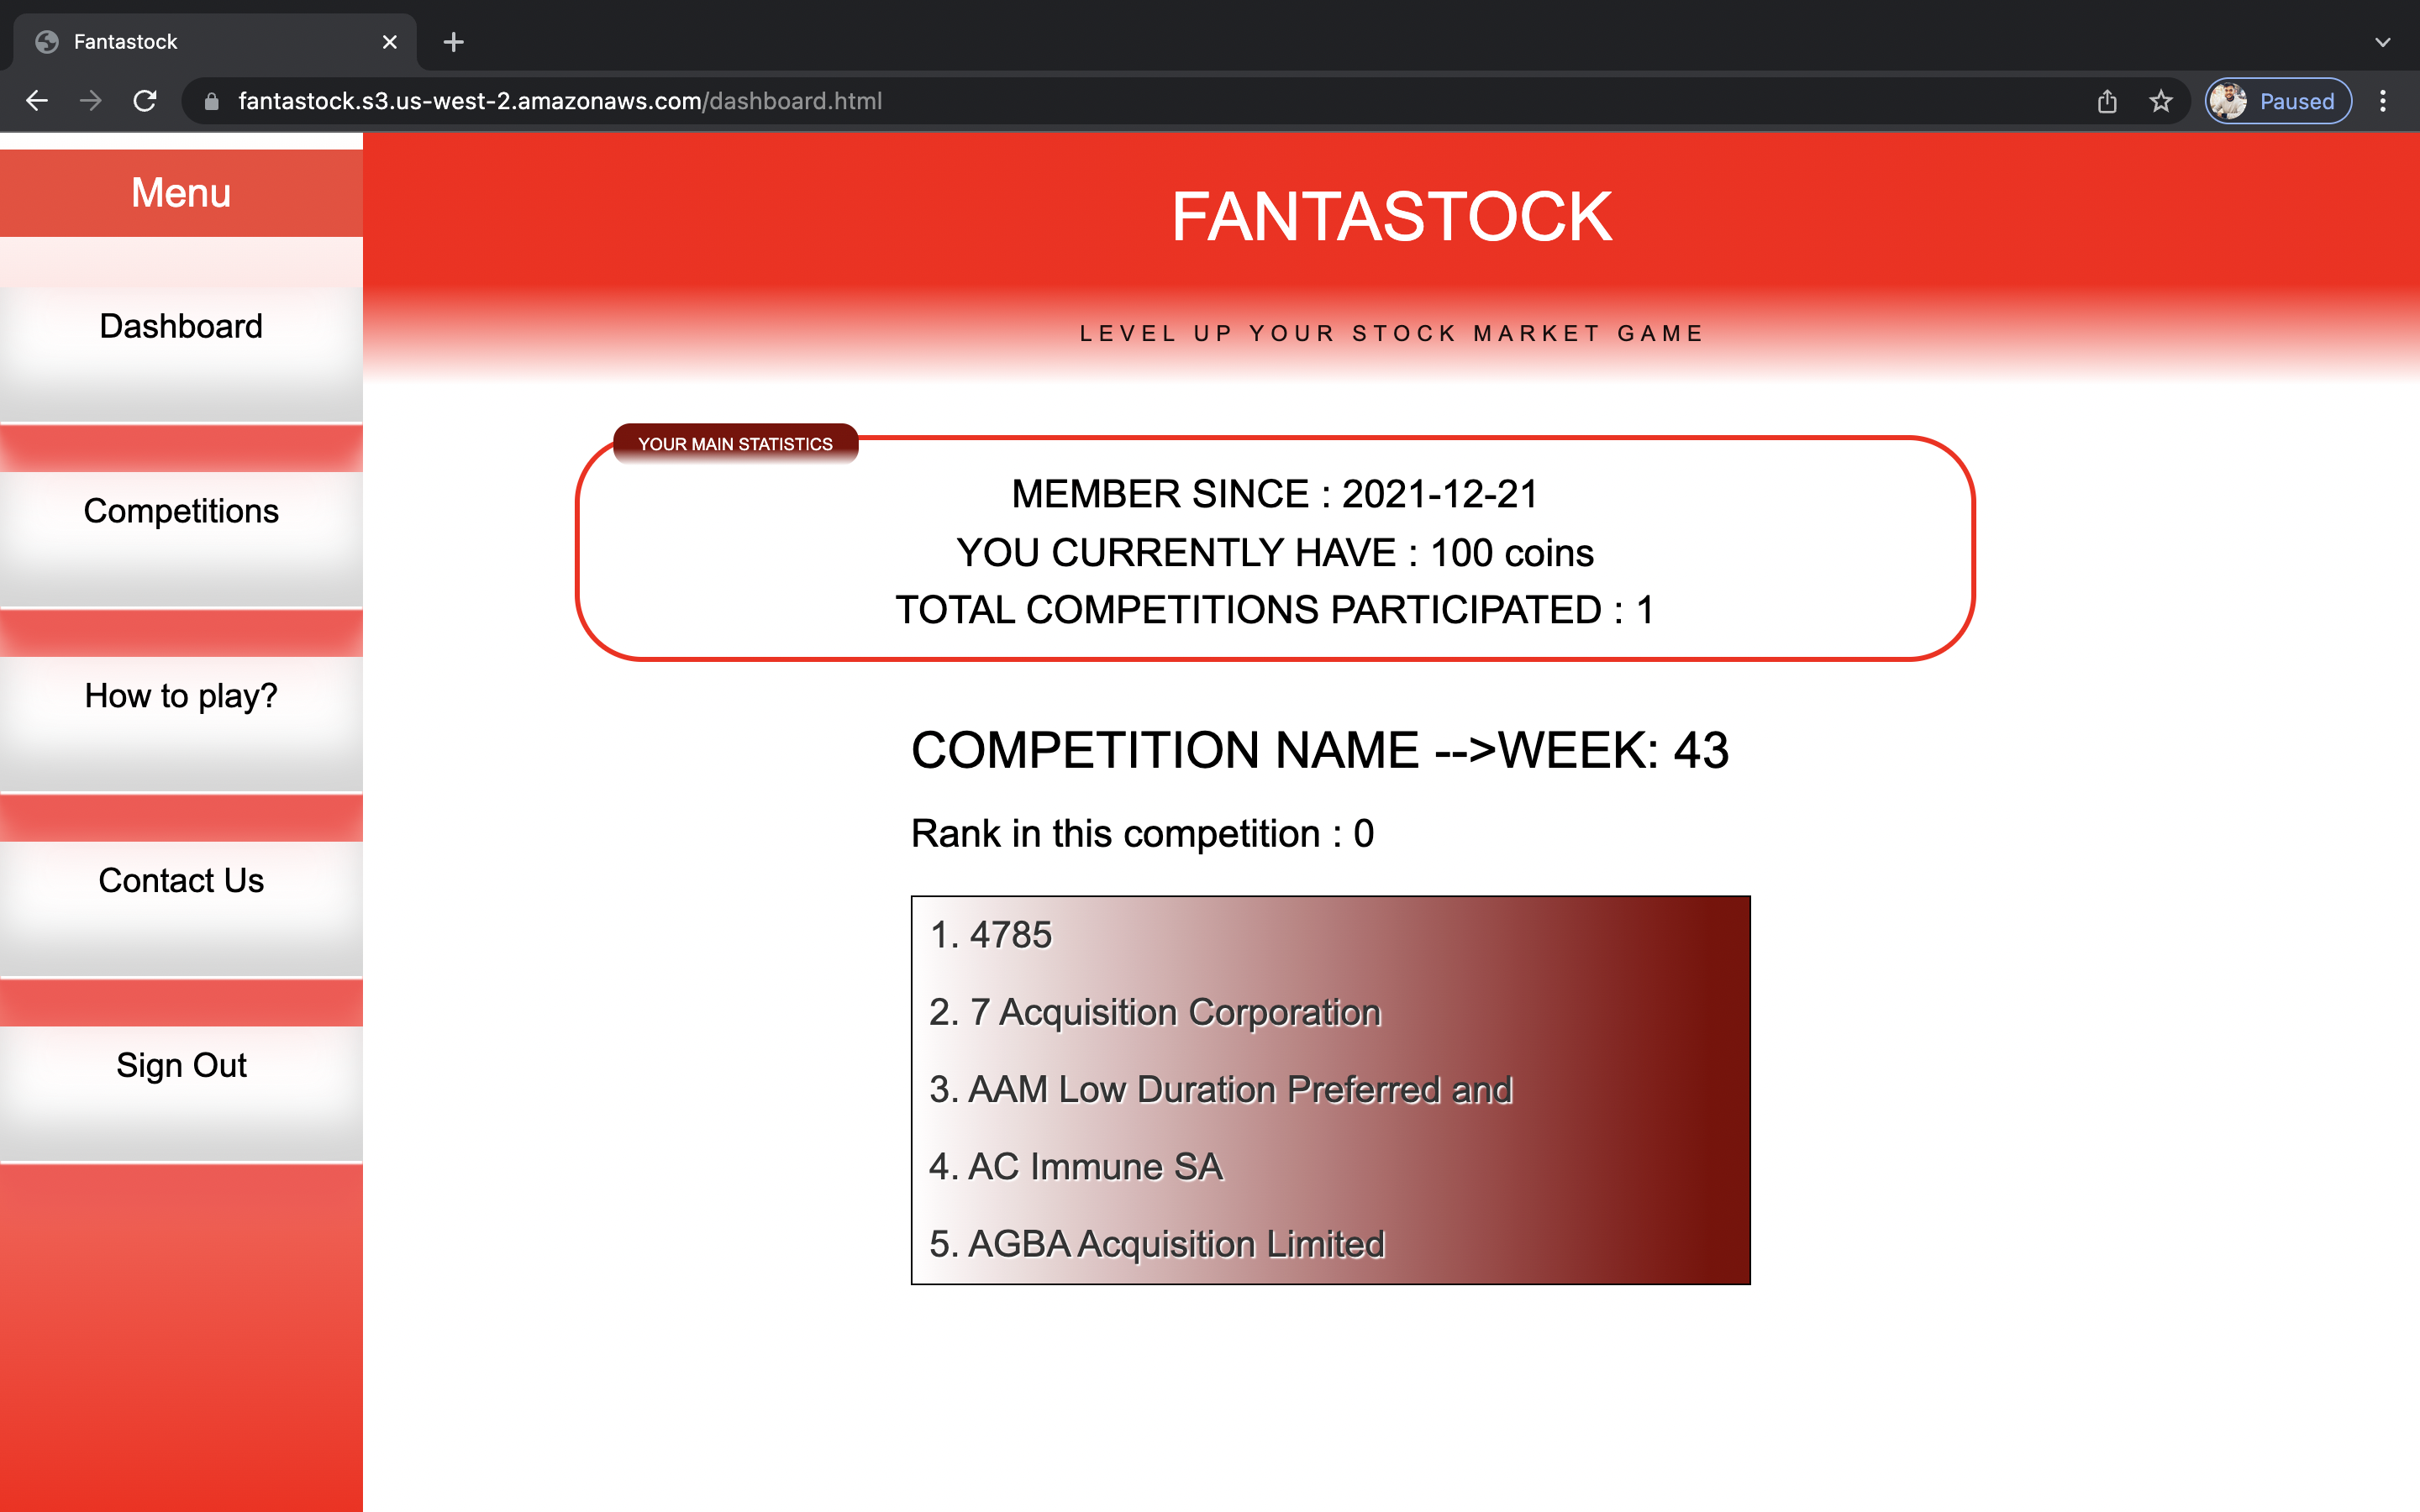 Fantastock
fantastock.s3.us-west-2.amazonaws.com/dashboard.html
Paused
Menu
Dashboard
Competitions
How to play?
Contact Us
Sign Out
FANTASTOCK
LEVEL UP YOUR STOCK MARKET GAME
YOUR MAIN STATISTICS
MEMBER SINCE : 2021-12-21
YOU CURRENTLY HAVE : 100 coins
TOTAL COMPETITIONS PARTICIPATED : 1
COMPETITION NAME -->WEEK: 43
Rank in this competition : 0
1. 4785
2. 7 Acquisition Corporation
3. AAM Low Duration Preferred and
4. AC Immune SA
5. AGBA Acquisition Limited